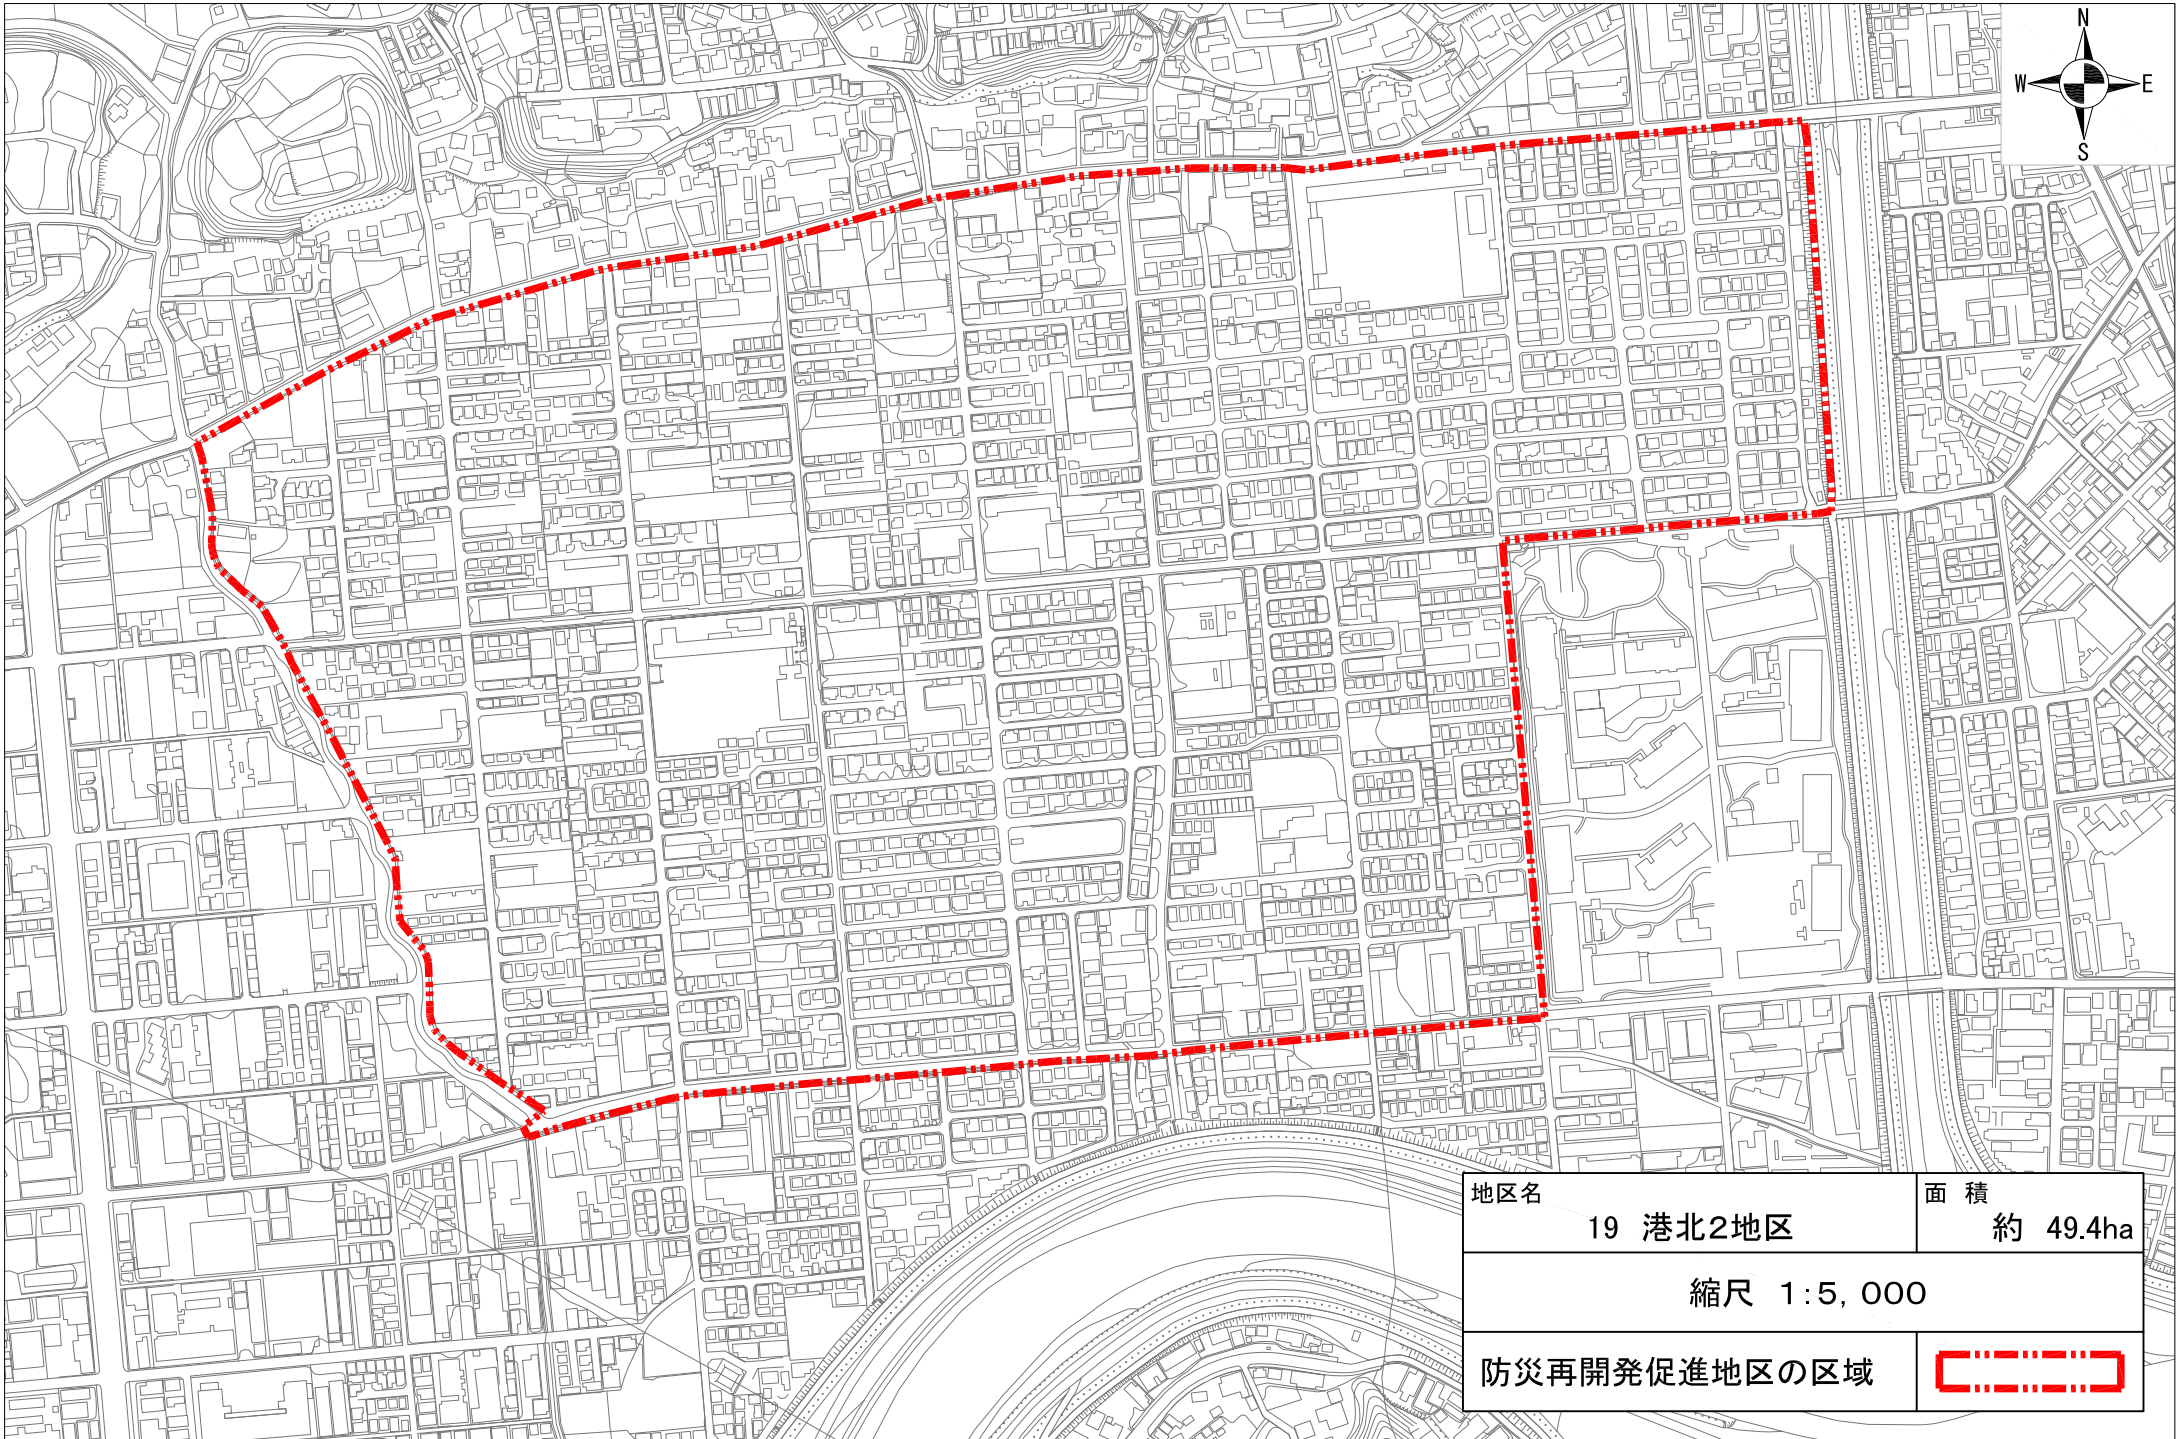 N
W E
S
地区名
19 港北2地区
面 積
約 49.4ha
縮尺 1:5,000
防災再開発促進地区の区域